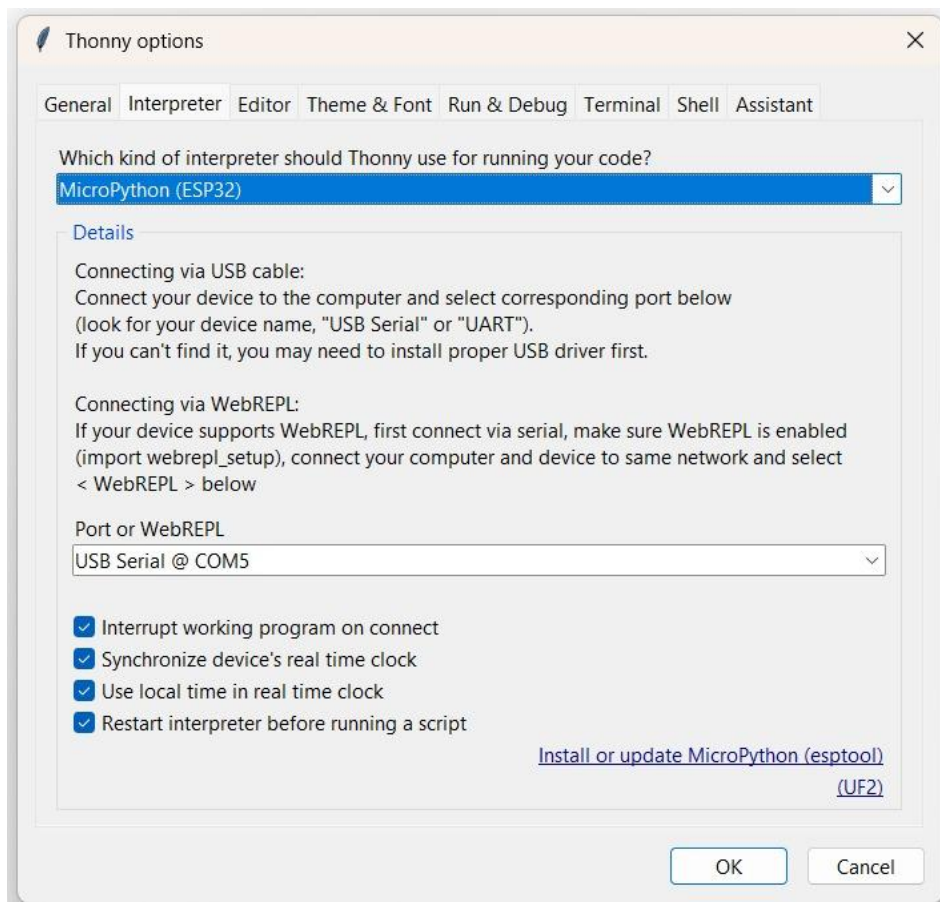 Thonny options
General Interpreter Editor Theme & Font Run & Debug Terminal Shell Assistant
Which kind of interpreter should Thonny use for running your code?
MicroPython (ESP32)
Details
Connecting via USB cable:
Connect your device to the computer and select corresponding port below
(look for your device name, "USB Serial" or "UART").
If you can't find it, you may need to install proper USB driver first.
Connecting via WebREPL:
If your device supports WebREPL, first connect via serial, make sure WebREPL is enabled
(import webrepl_setup), connect your computer and device to same network and select
< WebREPL > below
Port or WebREPL
USB Serial @ COM5
Interrupt working program on connect
Synchronize device's real time clock
Use local time in real time clock
Restart interpreter before running a script
Install or update MicroPython (esptool)
(UF2)
OK Cancel